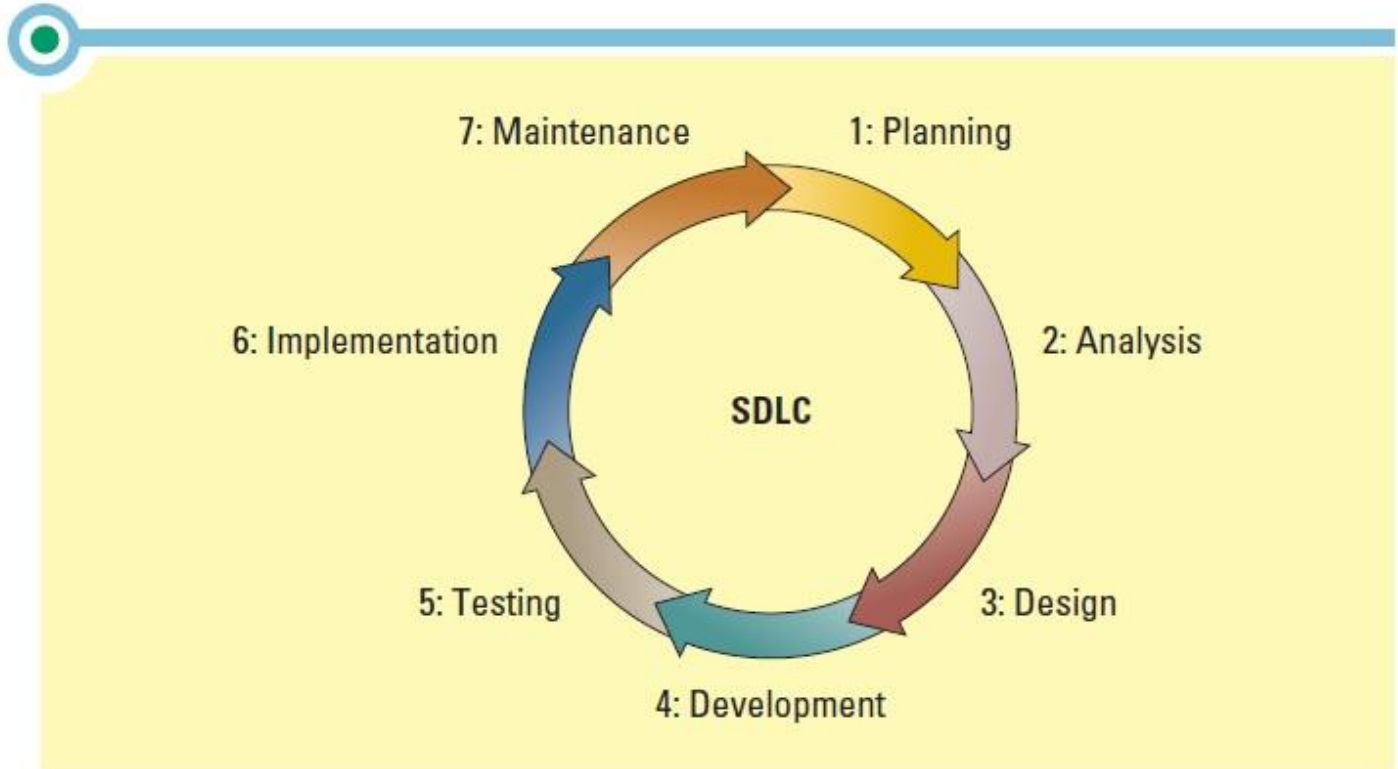 7: Maintenance
1: Planning
6: Implementation
2: Analysis
SDLC
5: Testing
3: Design
4: Development